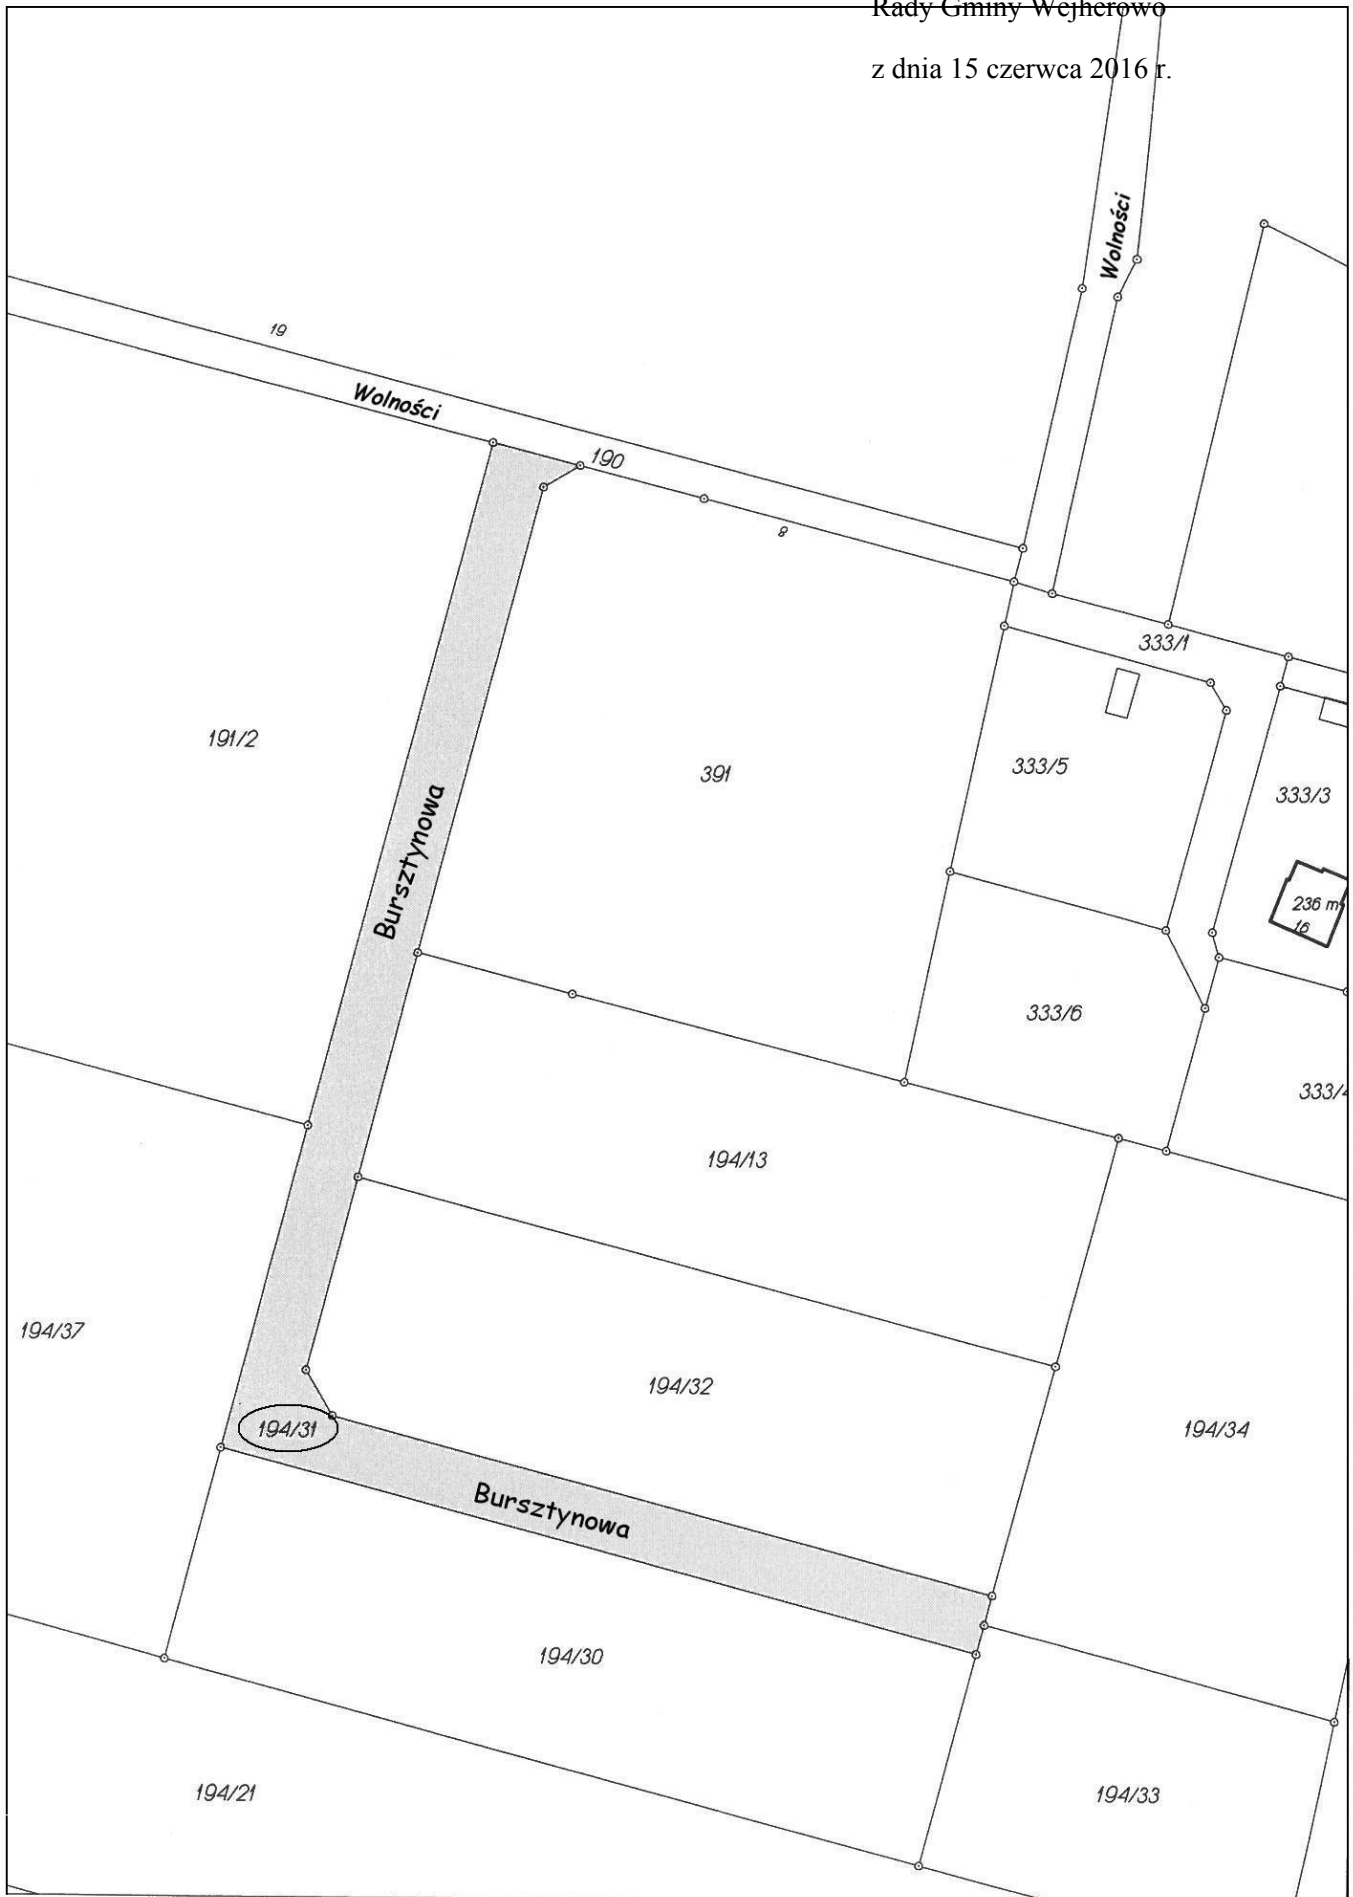 Rady Gminy Wejherowo
z dnia 15 czerwca 2016 r.
Wolności
19
Wolności
190
8
333/1
191/2
391
333/5
333/3
Bursztynowa
236 m
16
333/6
333/4
194/13
194/37
194/32
194/31
194/34
Bursztynowa
194/30
194/21
194/33